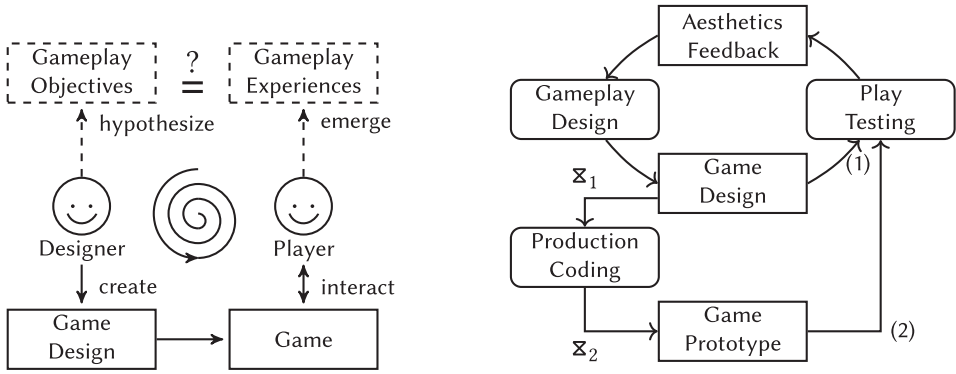 Gameplay
Objectives
?
=
Gameplay
Experiences
hypothesize
emerge
Designer
Player
create
interact
Game
Design
Game
Aesthetics
Feedback
Gameplay
Design
Play
Testing
(1)
Game
Design
⧖1
Production
Coding
Game
Prototype
(2)
⧖2